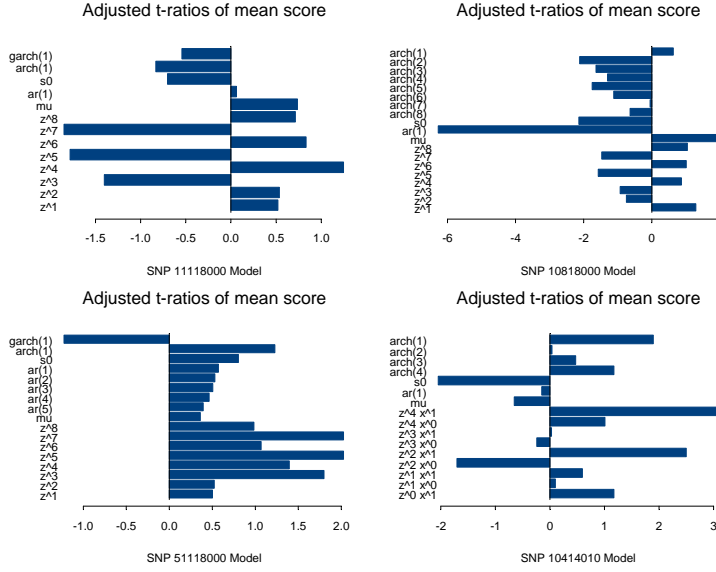 Adjusted t-ratios of mean score
garch(1)
arch(1)
s0
ar(1)
mu
z^8
z^7
z^6
z^5
z^4
z^3
z^2
z^1
-1.5 -1.0 -0.5 0.0 0.5 1.0
SNP 11118000 Model
Adjusted t-ratios of mean score
arch(1)
arch(2)
arch(3)
arch(4)
arch(5)
arch(6)
arch(7)
arch(8)
s0
ar(1)
mu
z^8
z^7
z^6
z^5
z^4
z^3
z^2
z^1
-6 -4 -2 0
SNP 10818000 Model
Adjusted t-ratios of mean score
garch(1)
arch(1)
s0
ar(1)
ar(2)
ar(3)
ar(4)
ar(5)
mu
z^8
z^7
z^6
z^5
z^4
z^3
z^2
z^1
-1.0 -0.5 0.0 0.5 1.0 1.5 2.0
SNP 51118000 Model
Adjusted t-ratios of mean score
arch(1)
arch(2)
arch(3)
arch(4)
s0
ar(1)
mu
z^4 x^1
z^4 x^0
z^3 x^1
z^3 x^0
z^2 x^1
z^2 x^0
z^1 x^1
z^1 x^0
z^0 x^1
-2 -1 0 1 2 3
SNP 10414010 Model